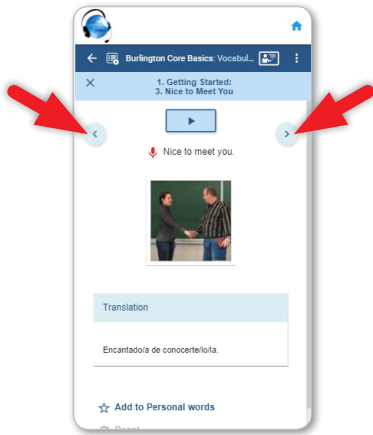 Burlington Core Basics: Vocabul...
1. Getting Started:
3. Nice to Meet You
Nice to meet you.
Translation
Encantado/a de conocerte/lo/la.
Add to Personal words